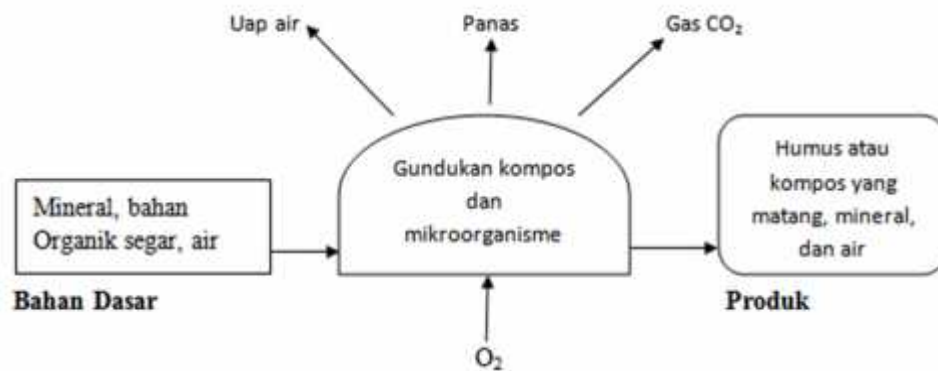 Uap air
Panas
Gas CO₂
Gundukan kompos
dan
mikroorganisme
Mineral, bahan
Organik segar, air
Bahan Dasar
Humus atau
kompos yang
matang, mineral,
dan air
Produk
O₂